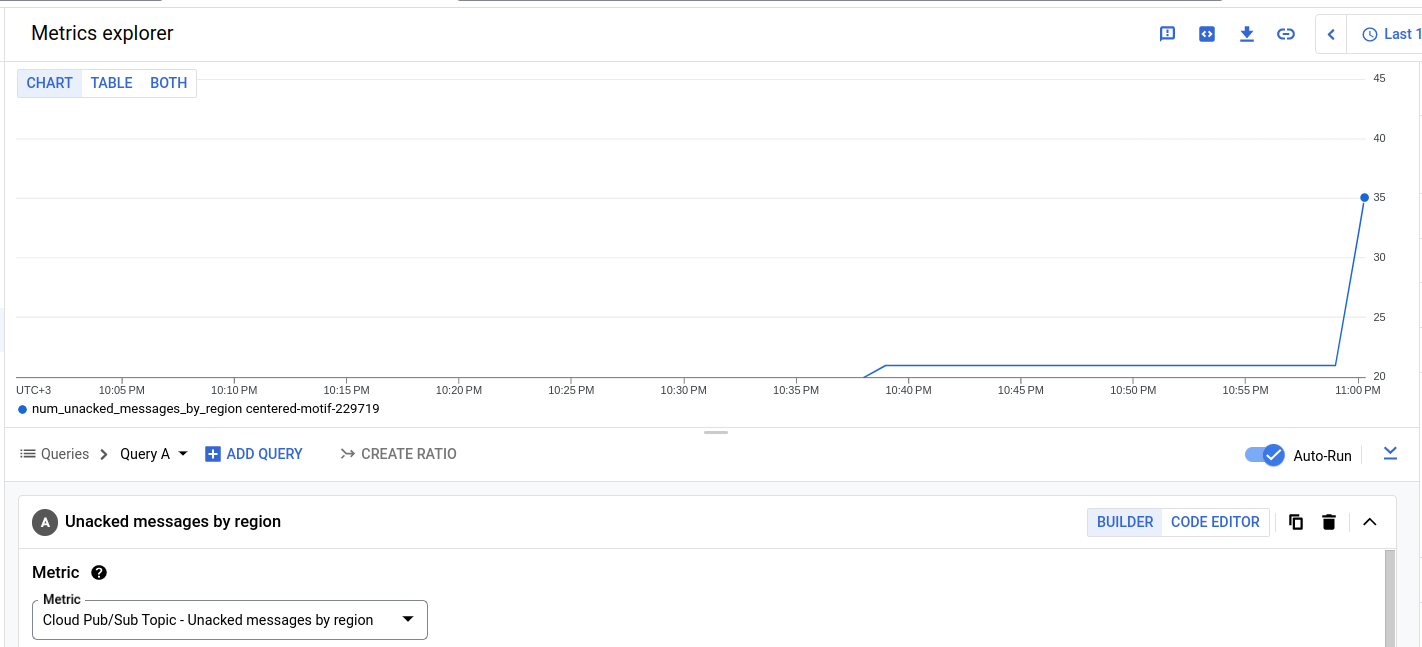 Metrics explorer
Last 1
CHART TABLE BOTH
45
40
35
30
25
20
UTC+3 10:05 PM 10:10 PM 10:15 PM 10:20 PM 10:25 PM 10:30 PM 10:35 PM 10:40 PM 10:45 PM 10:50 PM 10:55 PM 11:00 PM
num_unacked_messages_by_region centered-motif-229719
Queries Query A ADD QUERY CREATE RATIO Auto-Run
A Unacked messages by region BUILDER CODE EDITOR
Metric ?
Metric
Cloud Pub/Sub Topic - Unacked messages by region